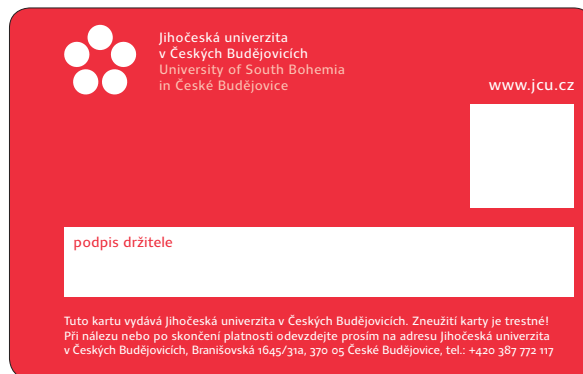 Jihočeská univerzita
v Českých Budějovicích
University of South Bohemia
in České Budějovice
www.jcu.cz
podpis držitele
Tuto kartu vydává Jihočeská univerzita v Českých Budějovicích. Zneužití karty je trestné!
Při nálezu nebo po skončení platnosti odevzdejte prosím na adresu Jihočeská univerzita
v Českých Budějovicích, Branišovská 1645/31a, 370 05 České Budějovice, tel.: +420 387 772 117